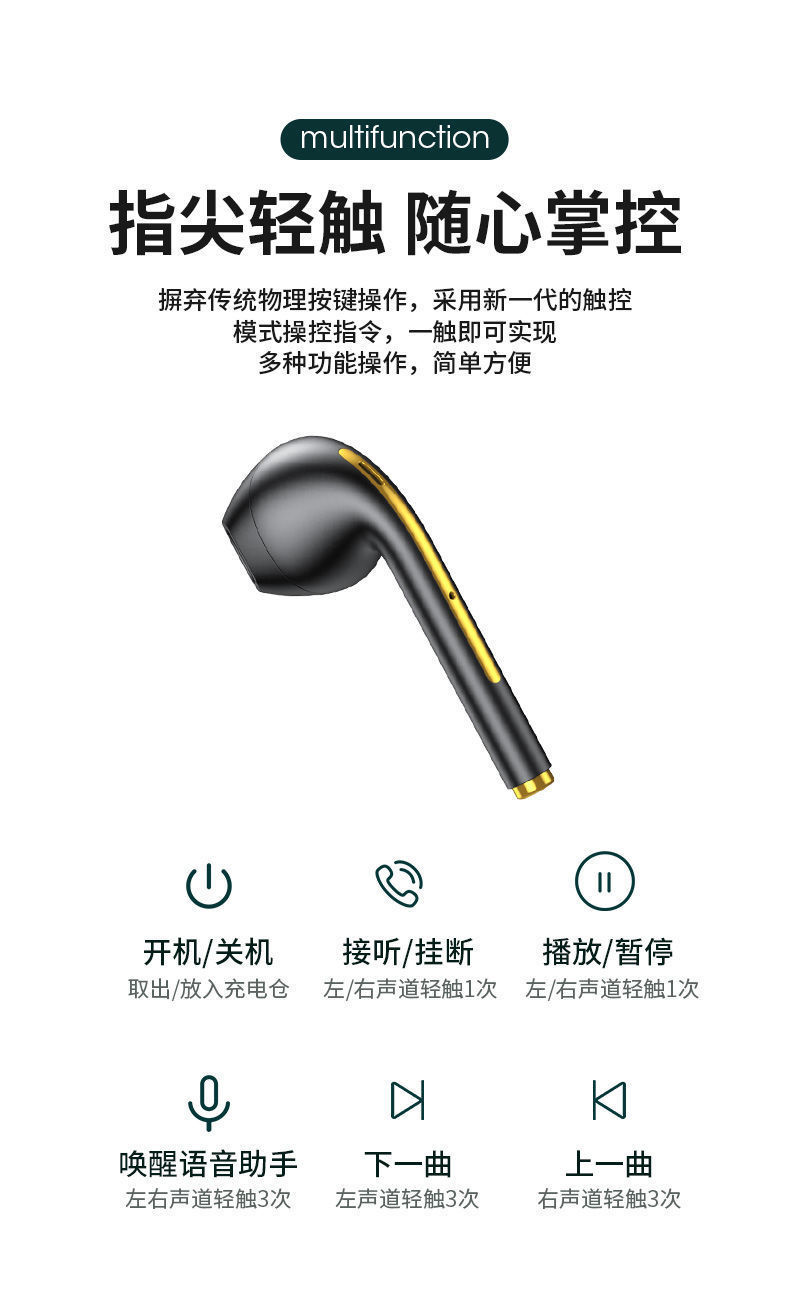 multifunction
指尖轻触 随心掌控
摒弃传统物理按键操作，采用新一代的触控
模式操控指令，一触即可实现
多种功能操作，简单方便
开机/关机
接听/挂断
播放/暂停
取出/放入充电仓
左/右声道轻触1次
左/右声道轻触1次
唤醒语音助手
下一曲
上一曲
左右声道轻触3次
左声道轻触3次
右声道轻触3次